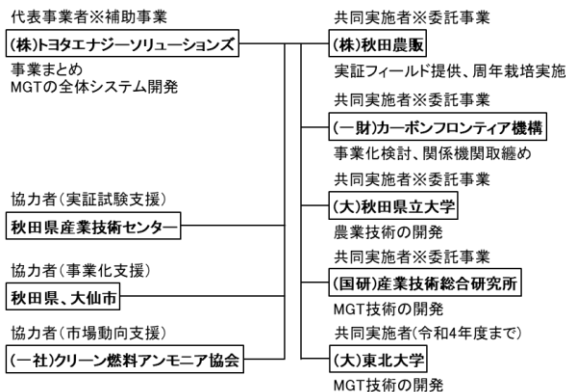 代表事業者※補助事業
(株)トヨタエナジーソリューションズ
事業まとめ
MGTの全体システム開発
協力者(実証試験支援)
秋田県産業技術センター
協力者(事業化支援)
秋田県、大仙市
協力者(市場動向支援)
(一社)クリーン燃料アンモニア協会
共同実施者※委託事業
(株)秋田農販
実証フィールド提供、周年栽培実施
共同実施者※委託事業
(一財)カーボンフロンティア機構
事業化検討、関係機関取纏め
共同実施者※委託事業
(大)秋田県立大学
農業技術の開発
共同実施者※委託事業
(国研)産業技術総合研究所
MGT技術の開発
共同実施者(令和4年度まで)
(大)東北大学
MGT技術の開発